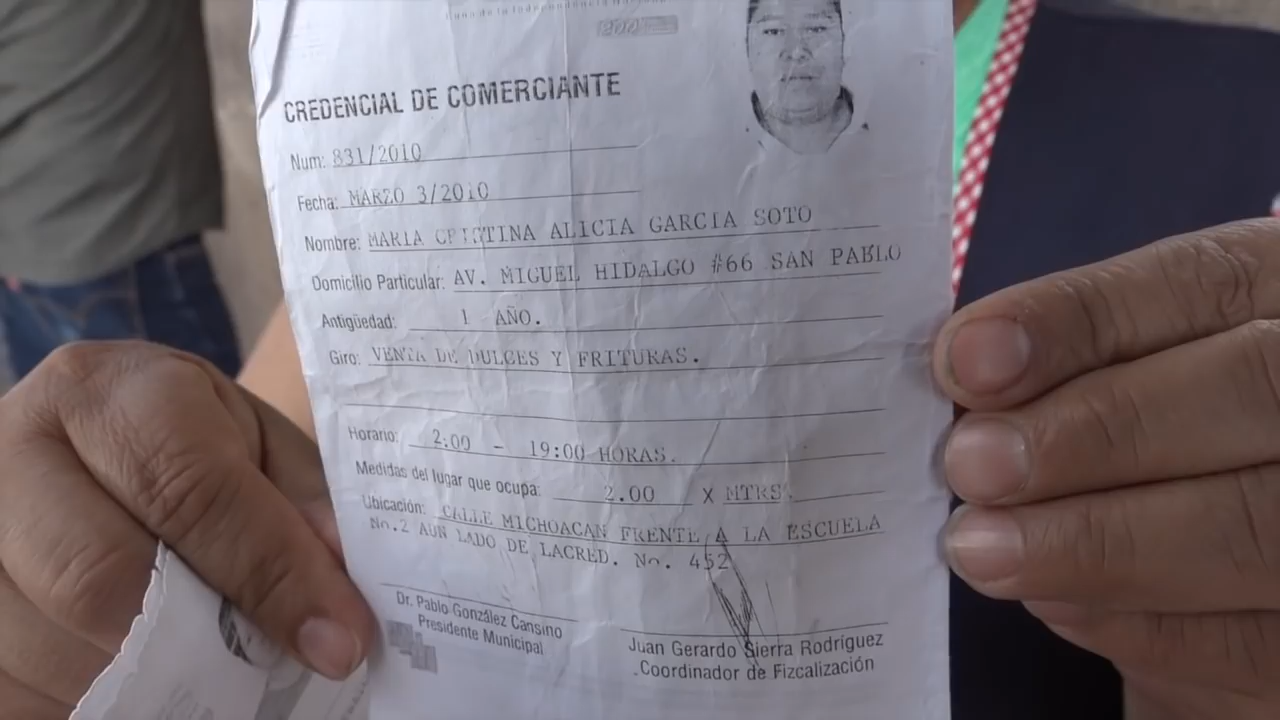 CREDENCIAL DE COMERCIANTE
Num: 831/2010
Fecha: MARZO 3/2010
Nombre: MARIA CRISTINA ALICIA GARCIA SOTO
Domicilio Particular: AV. MIGUEL HIDALGO #66 SAN PABLO
Antigüedad: 1 AÑO.
Giro: VENTA DE DULCES Y FRITURAS.
Horario: 2:00 - 19:00 HORAS.
Medidas del lugar que ocupa: 2.00 X MTRS.
Ubicación: CALLE MICHOACAN FRENTE A LA ESCUELA
No.2 AUN LADO DE LACRED. No. 452
Dr. Pablo González Cansino
Presidente Municipal
Juan Gerardo Sierra Rodríguez
.Coordinador de Fizcalización